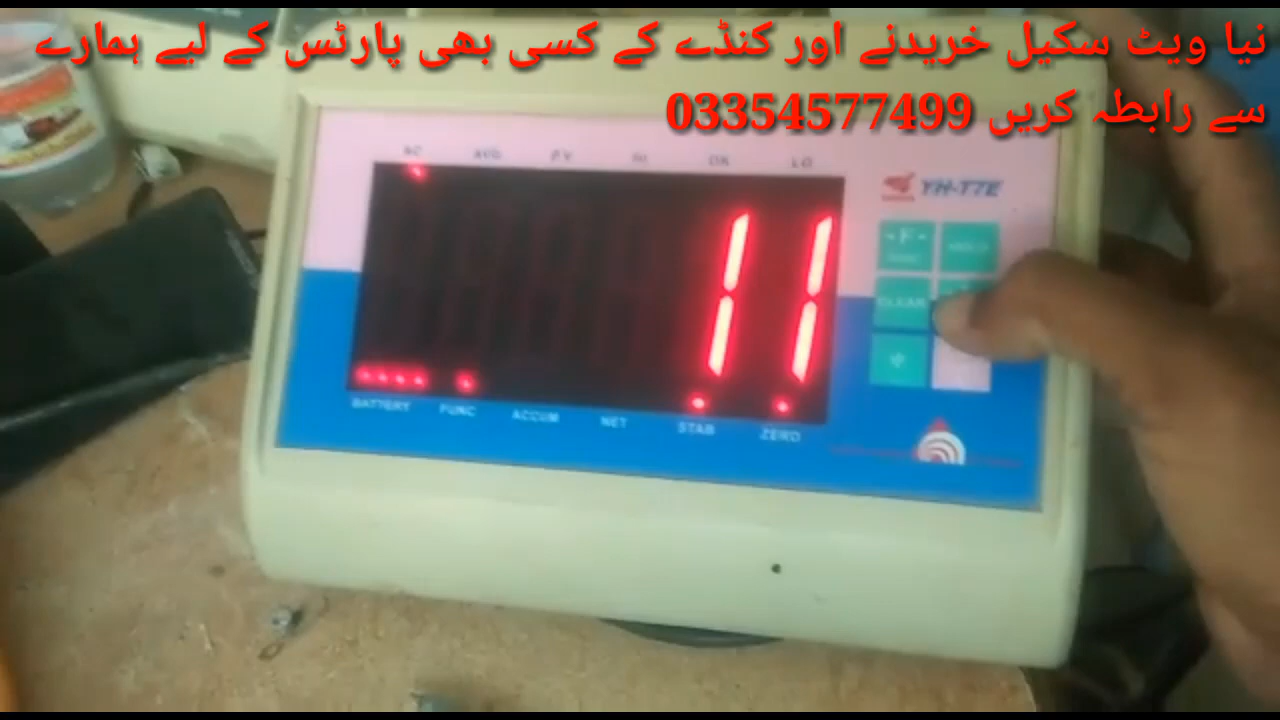 نیا ویٹ سکیل خریدنے اور کنڈے کے کسی بھی پارٹس کے لیے ہمارے
سے رابطہ کریں 03354577499
AC
OK LO
YH-T7E
F
11
CLEAR
BATTERY FUNC ACCUM NET STAB ZERO